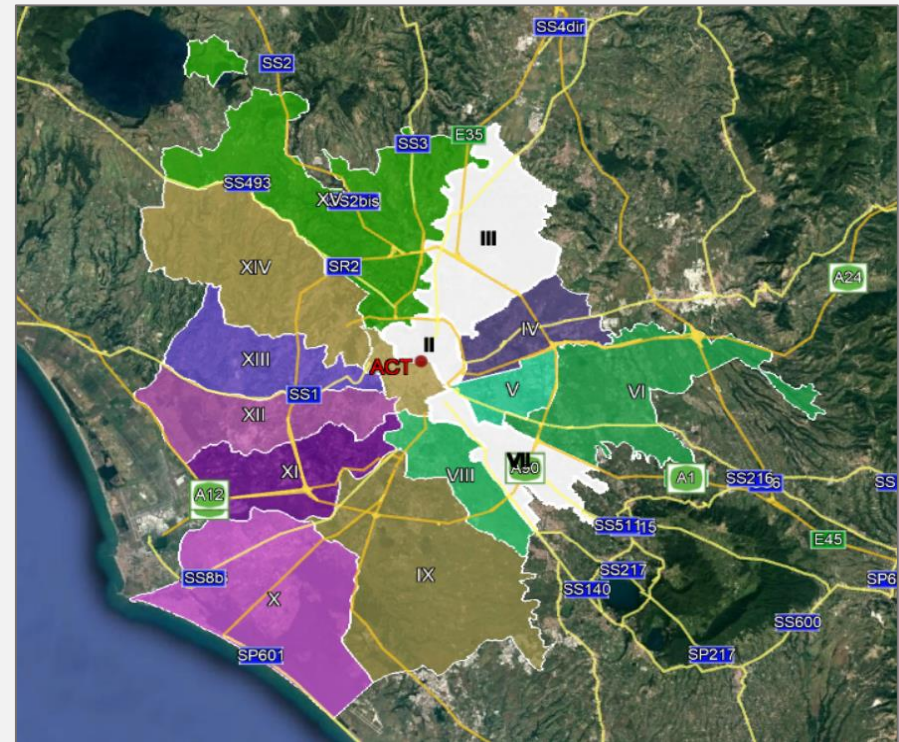 SS4dir
SS2
E35
SS3
SS493
XV
SS2bis
III
XIV
SR2
A24
IV
II
XIII
ACT
SS1
V
VI
XII
XI
VIII
VII
A90
A1
SS216
SS
A12
SS511
E45
IX
SS217
SS8b
SS140
SP6
X
SS600
SP601
SP217